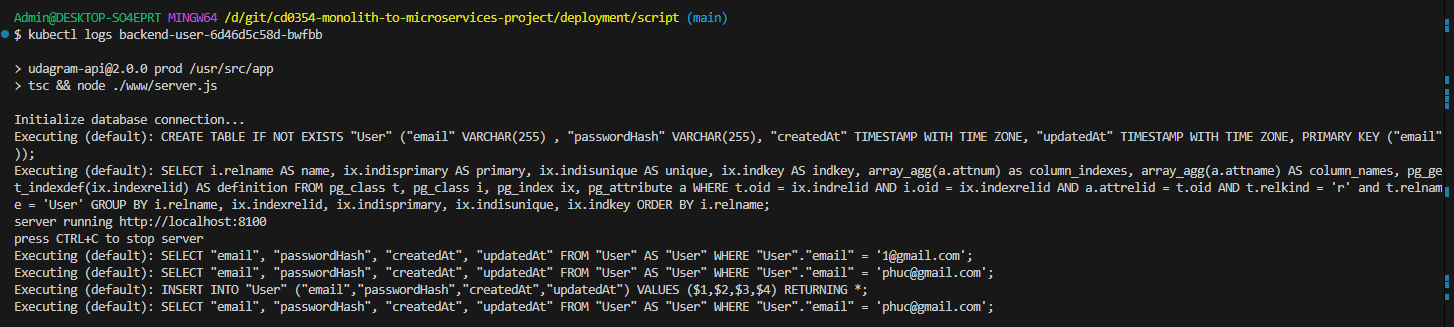 Admin@DESKTOP-SO4EPRT MINGW64 /d/git/cd0354-monolith-to-microservices-project/deployment/script (main)
$ kubectl logs backend-user-6d46d5c58d-bwfbb
> udagram-api@2.0.0 prod /usr/src/app
> tsc && node ./www/server.js
Initialize database connection...
Executing (default): CREATE TABLE IF NOT EXISTS "User" ("email" VARCHAR(255) , "passwordHash" VARCHAR(255), "createdAt" TIMESTAMP WITH TIME ZONE, "updatedAt" TIMESTAMP WITH TIME ZONE, PRIMARY KEY ("email"
));
Executing (default): SELECT i.relname AS name, ix.indisprimary AS primary, ix.indisunique AS unique, ix.indkey AS indkey, array_agg(a.attnum) as column_indexes, array_agg(a.attname) AS column_names, pg_ge
t_indexdef(ix.indexrelid) AS definition FROM pg_class t, pg_class i, pg_index ix, pg_attribute a WHERE t.oid = ix.indrelid AND i.oid = ix.indexrelid AND a.attrelid = t.oid AND t.relkind = 'r' and t.relnam
e = 'User' GROUP BY i.relname, ix.indexrelid, ix.indisprimary, ix.indisunique, ix.indkey ORDER BY i.relname;
server running http://localhost:8100
press CTRL+C to stop server
Executing (default): SELECT "email", "passwordHash", "createdAt", "updatedAt" FROM "User" AS "User" WHERE "User"."email" = '1@gmail.com';
Executing (default): SELECT "email", "passwordHash", "createdAt", "updatedAt" FROM "User" AS "User" WHERE "User"."email" = 'phuc@gmail.com';
Executing (default): INSERT INTO "User" ("email","passwordHash","createdAt","updatedAt") VALUES ($1,$2,$3,$4) RETURNING *;
Executing (default): SELECT "email", "passwordHash", "createdAt", "updatedAt" FROM "User" AS "User" WHERE "User"."email" = 'phuc@gmail.com';